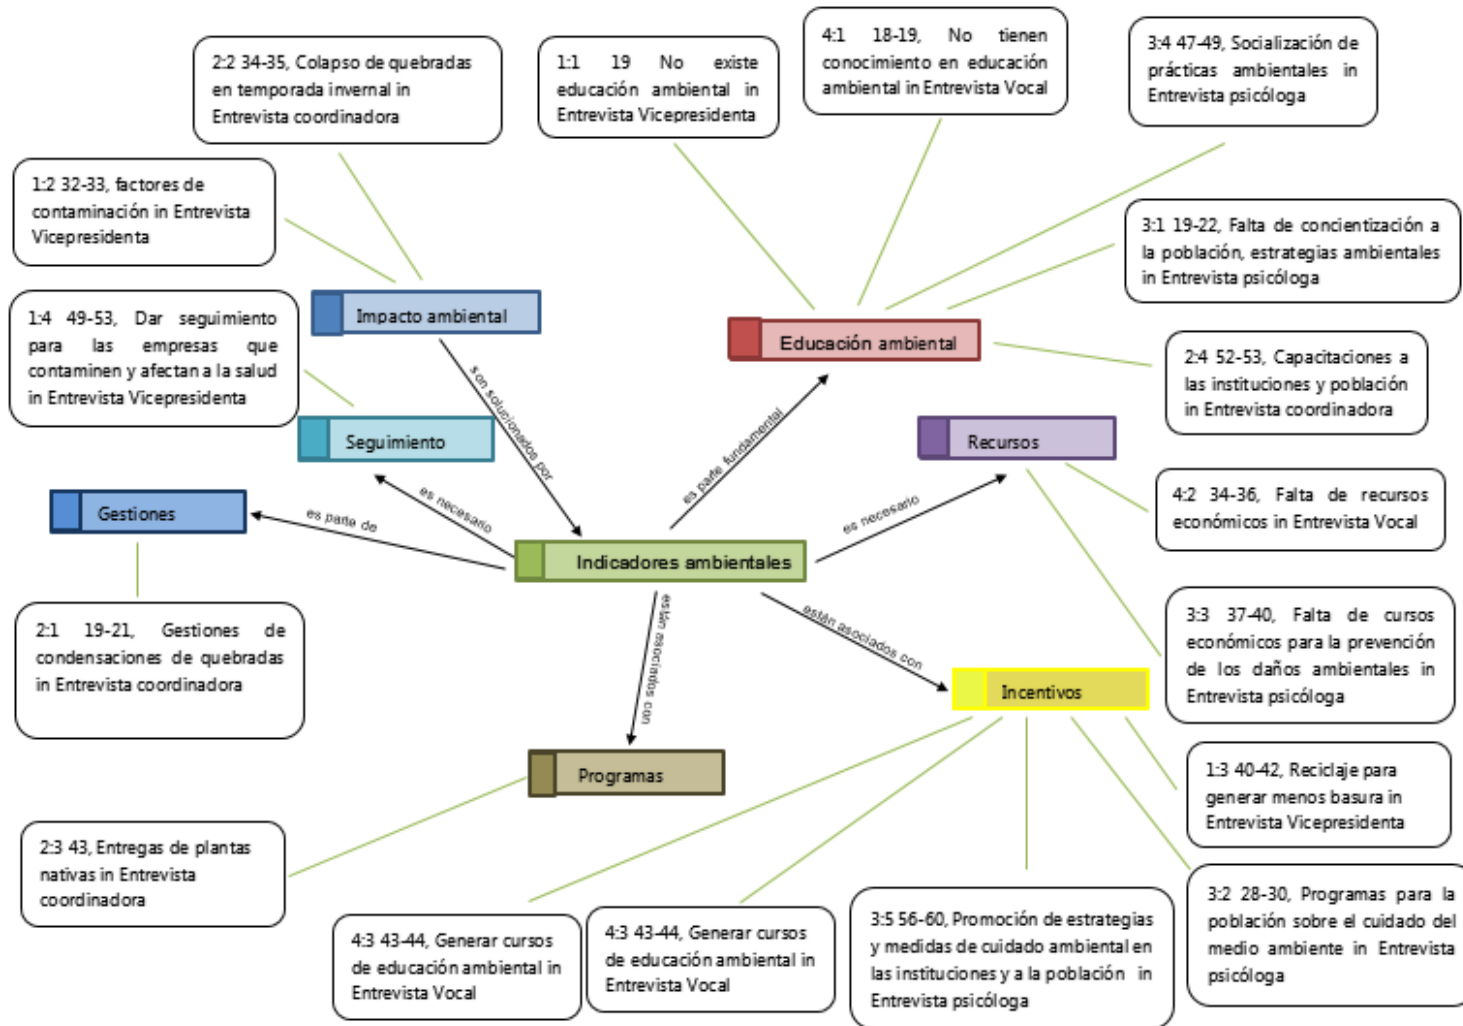 2:2 34-35, Colapso de quebradas
en temporada invernal in
Entrevista coordinadora
1:1 19 No existe
educación ambiental in
Entrevista Vicepresidenta
4:1 18-19, No tienen
conocimiento en educación
ambiental in Entrevista Vocal
3:4 47-49, Socialización de
prácticas ambientales in
Entrevista psicóloga
1:2 32-33, factores de
contaminación in Entrevista
Vicepresidenta
3:1 19-22, Falta de concientización a
la población, estrategias ambientales
in Entrevista psicóloga
1:4 49-53, Dar seguimiento
para las empresas que
contaminen y afectan a la salud
in Entrevista Vicepresidenta
Impacto ambiental
Educación ambiental
2:4 52-53, Capacitaciones a
las instituciones y población
in Entrevista coordinadora
son solucionados por
es parte fundamental
Seguimiento
Recursos
4:2 34-36, Falta de recursos
económicos in Entrevista Vocal
Gestiones
es parte de
es necesario
es necesario
Indicadores ambientales
2:1 19-21, Gestiones de
condensaciones de quebradas
in Entrevista coordinadora
están asociados con
están asociados con
3:3 37-40, Falta de cursos
económicos para la prevención
de los daños ambientales in
Entrevista psicóloga
Incentivos
Programas
1:3 40-42, Reciclaje para
generar menos basura in
Entrevista Vicepresidenta
2:3 43, Entregas de plantas
nativas in Entrevista
coordinadora
4:3 43-44, Generar cursos
de educación ambiental in
Entrevista Vocal
4:3 43-44, Generar cursos
de educación ambiental in
Entrevista Vocal
3:5 56-60, Promoción de estrategias
y medidas de cuidado ambiental en
las instituciones y a la población in
Entrevista psicóloga
3:2 28-30, Programas para la
población sobre el cuidado del
medio ambiente in Entrevista
psicóloga